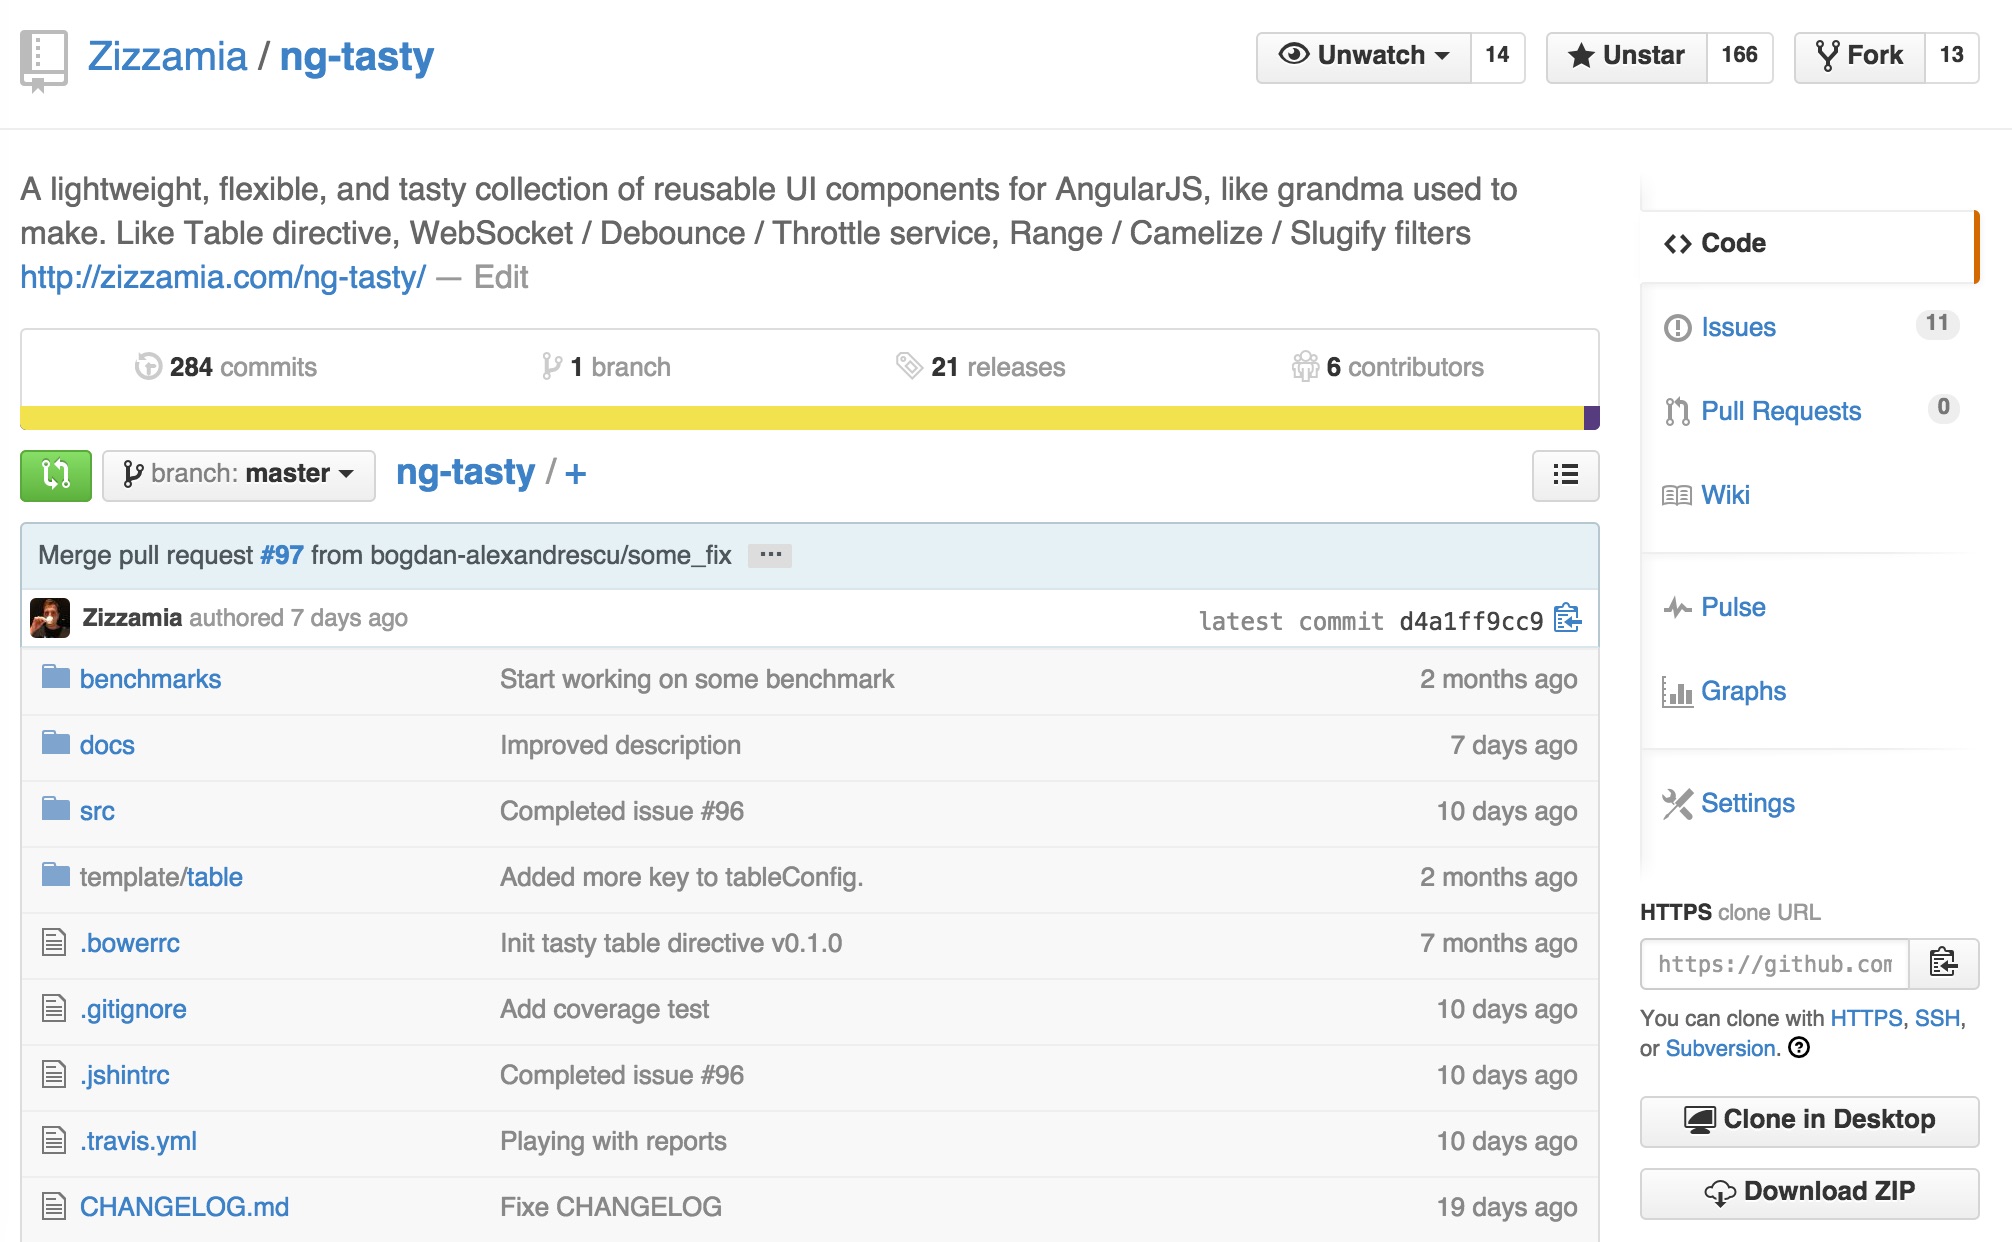 Zizzamia / ng-tasty
Unwatch 14
Unstar 166
Fork 13
A lightweight, flexible, and tasty collection of reusable UI components for AngularJS, like grandma used to
make. Like Table directive, WebSocket / Debounce / Throttle service, Range / Camelize / Slugify filters
http://zizzamia.com/ng-tasty/ — Edit
284 commits
1 branch
21 releases
6 contributors
branch: master
ng-tasty / +
Merge pull request #97 from bogdan-alexandrescu/some_fix ...
Zizzamia authored 7 days ago
latest commit d4a1ff9cc9
benchmarks Start working on some benchmark 2 months ago
docs Improved description 7 days ago
src Completed issue #96 10 days ago
template/table Added more key to tableConfig. 2 months ago
.bowerrc Init tasty table directive v0.1.0 7 months ago
.gitignore Add coverage test 10 days ago
.jshintrc Completed issue #96 10 days ago
.travis.yml Playing with reports 10 days ago
CHANGELOG.md Fixe CHANGELOG 19 days ago
Code
Issues 11
Pull Requests 0
Wiki
Pulse
Graphs
Settings
HTTPS clone URL
https://github.com
You can clone with HTTPS, SSH,
or Subversion.
Clone in Desktop
Download ZIP